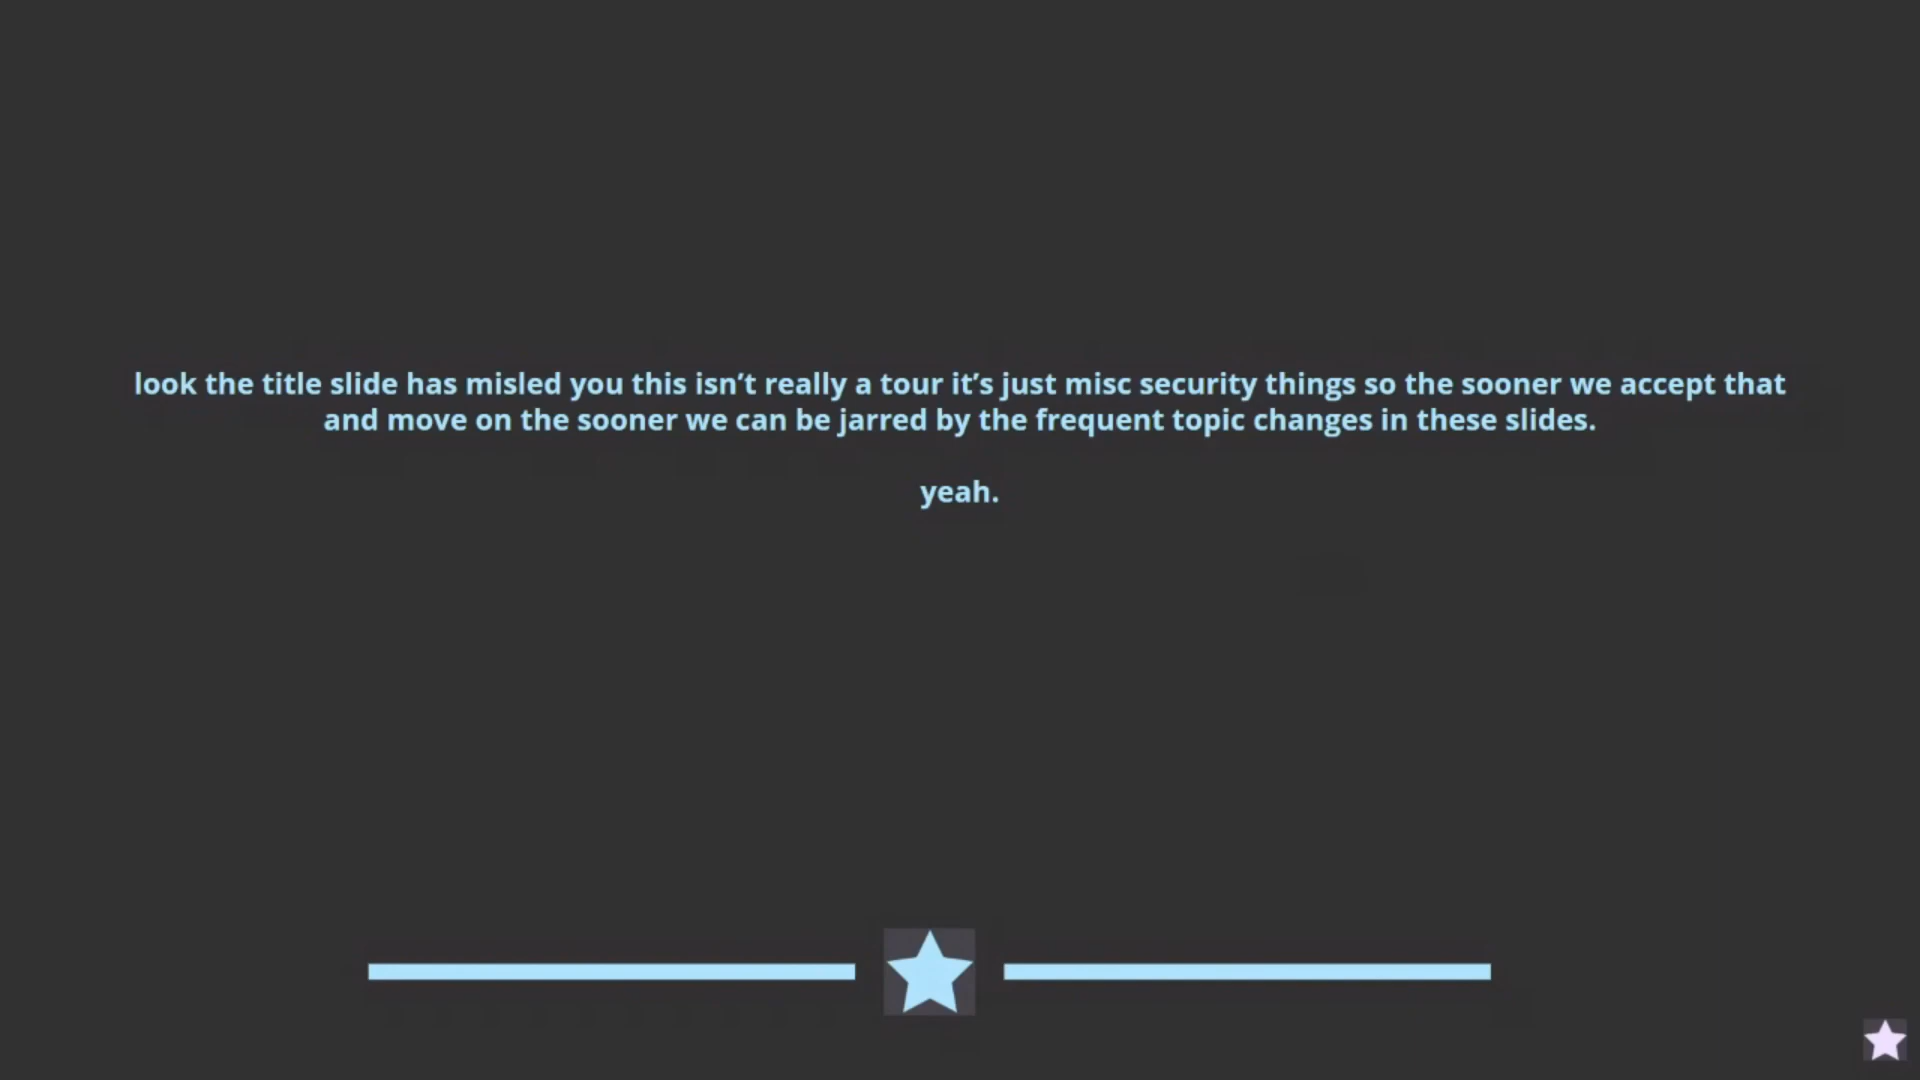 look the title slide has misled you this isn’t really a tour it’s just misc security things so the sooner we accept that
and move on the sooner we can be jarred by the frequent topic changes in these slides.
yeah.